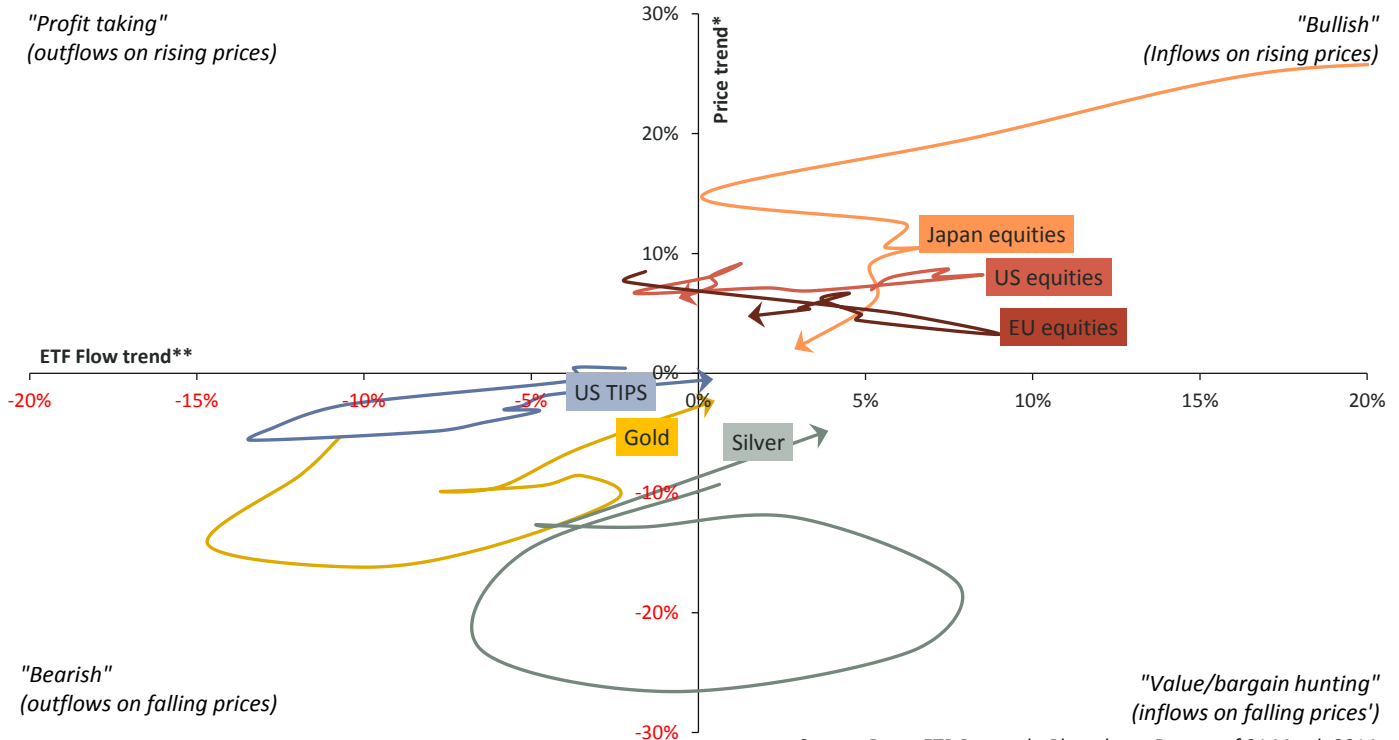 "Profit taking"
(outflows on rising prices)
"Bullish"
(Inflows on rising prices)
Price trend*
30%
20%
10%
0%
-10%
-20%
-30%
ETF Flow trend**
-20%
-15%
-10%
-5%
0%
5%
10%
15%
20%
Japan equities
US equities
EU equities
US TIPS
Gold
Silver
"Bearish"
(outflows on falling prices)
"Value/bargain hunting"
(inflows on falling prices')